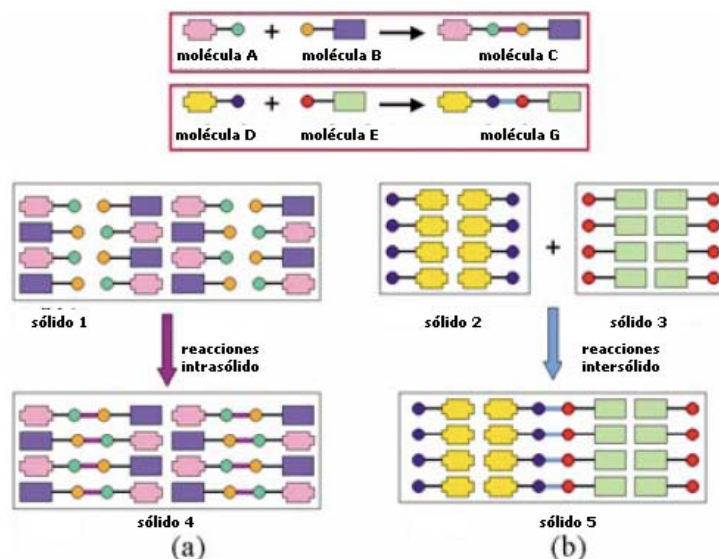 +
molécula A molécula B molécula C
+
molécula D molécula E molécula G
+
sólido 1 sólido 2 sólido 3
reacciones
intrasólido
reacciones
intersólido
sólido 4 sólido 5
(a) (b)